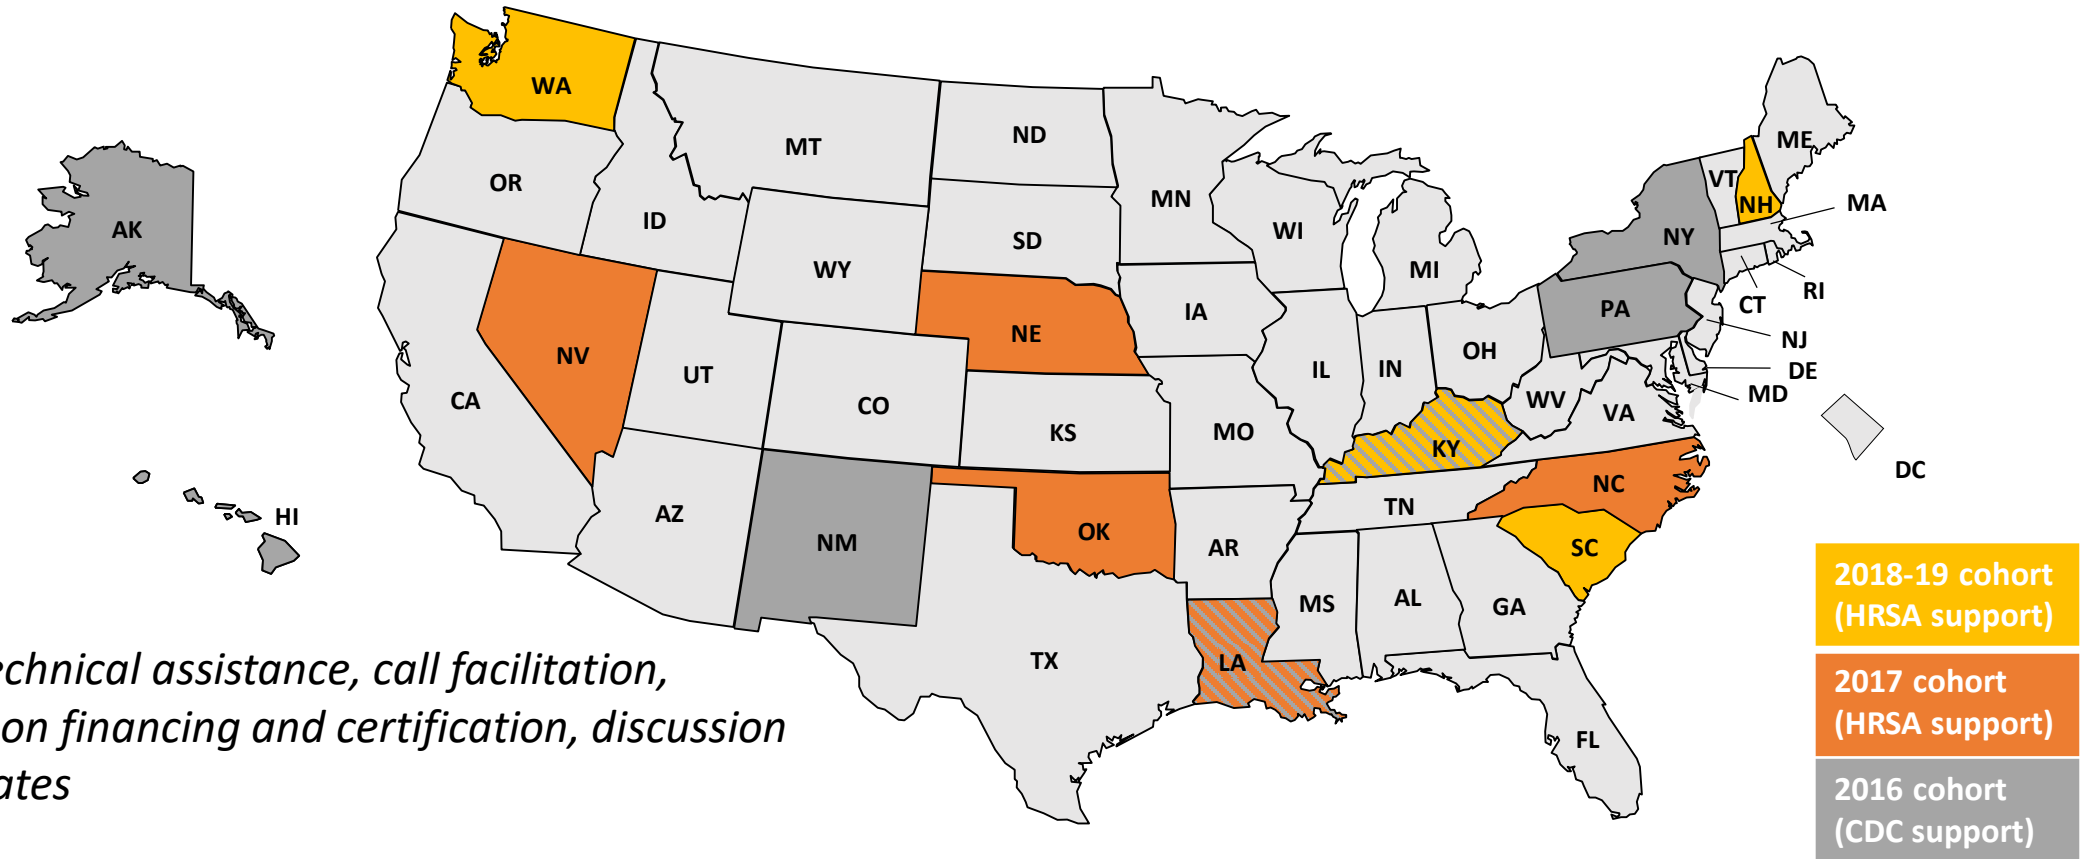 WA
MT
ND
MN
OR
ID
SD
WY
WI
MI
ME
VT
NH
MA
NY
AK
NE
IA
PA
CT
RI
NJ
NV
UT
CO
IL
IN
OH
DE
MD
CA
KS
MO
KY
WV
VA
DC
HI
AZ
NM
OK
AR
TN
NC
SC
MS
AL
GA
TX
LA
FL
echnical assistance, call facilitation,
on financing and certification, discussion
ates
2018-19 cohort
(HRSA support)
2017 cohort
(HRSA support)
2016 cohort
(CDC support)